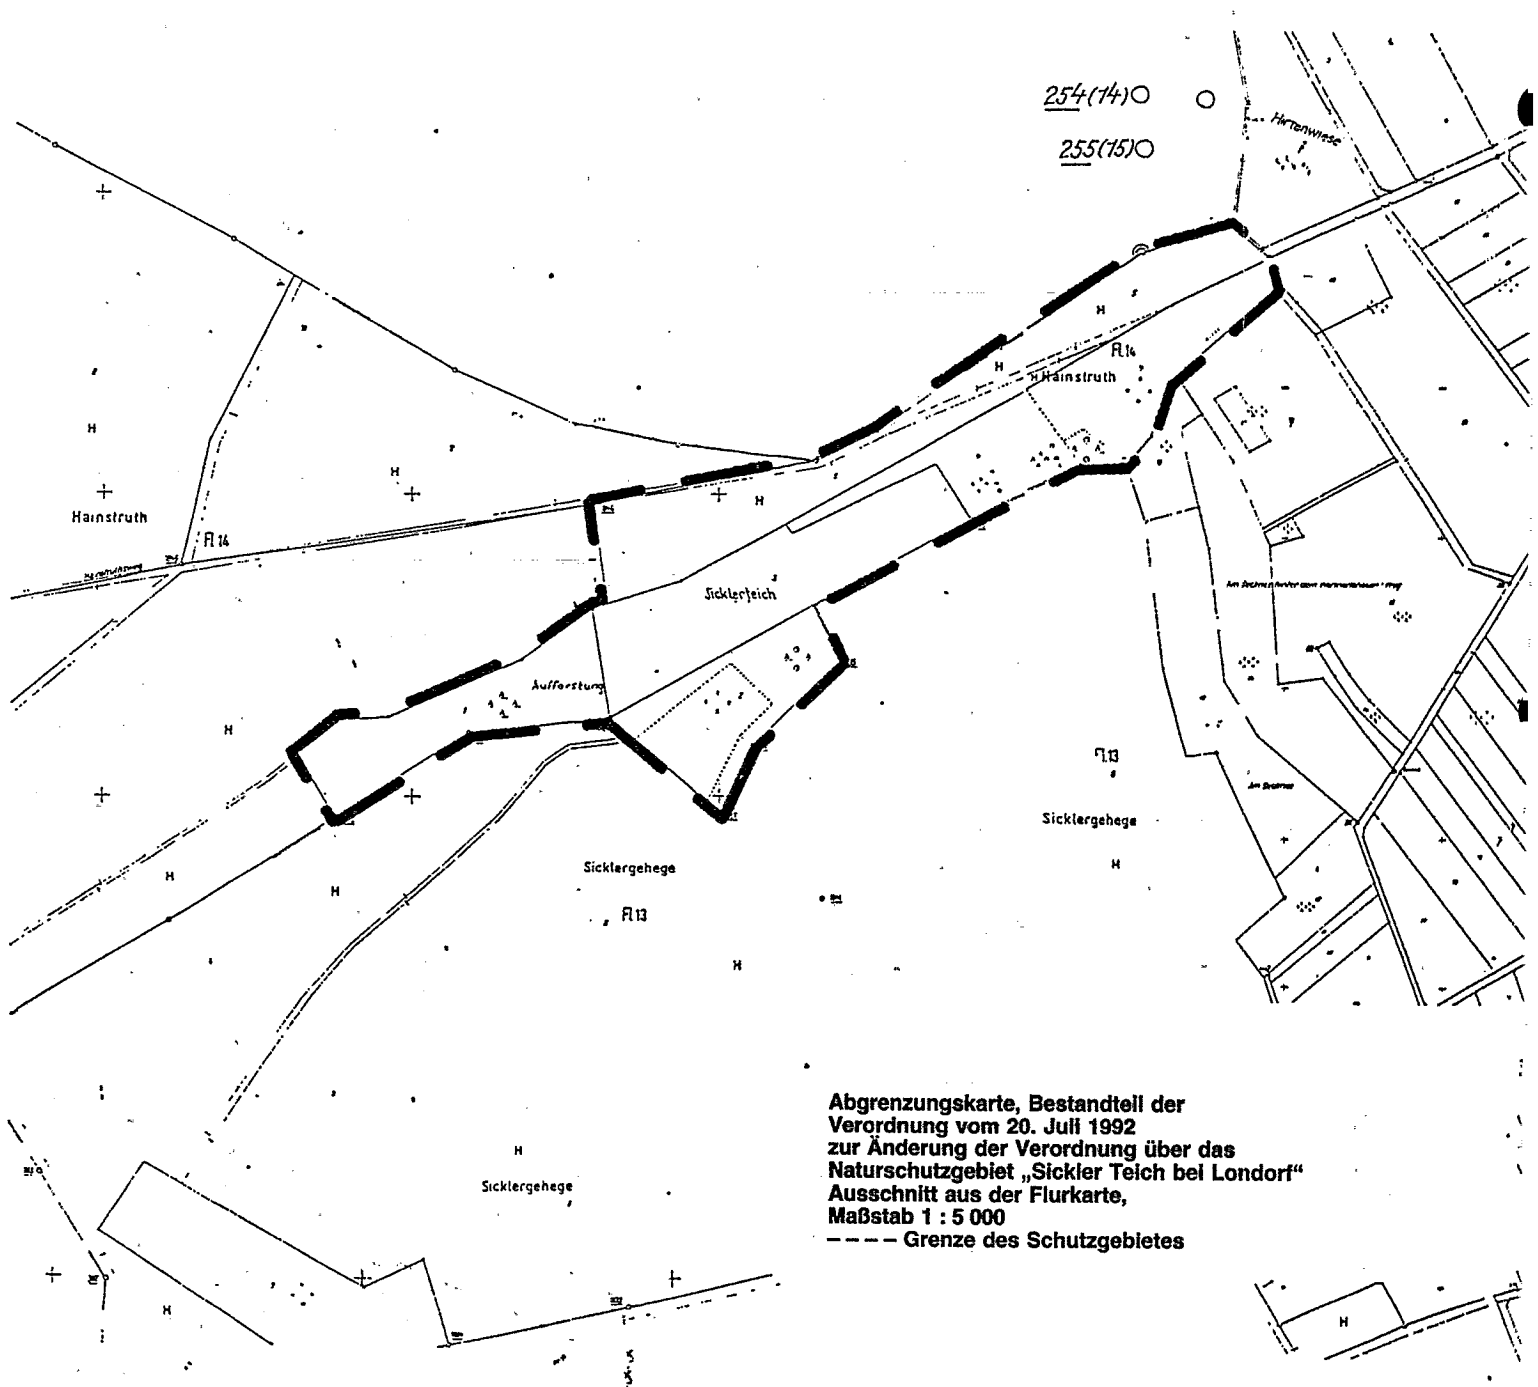 254(14)
255(15)
Hirtenwiese
H
Fl.14
H
H Hainstruth
H
H
H
Hainstruth
Fl 14
Sicklerteich
Aufforstung
H
Fl.13
Am Bodmer
Sicklergehege
Sicklergehege
H
H
H
Fl 13
H
H
Sicklergehege
H
H
Abgrenzungskarte, Bestandteil der
Verordnung vom 20. Juli 1992
zur Änderung der Verordnung über das
Naturschutzgebiet „Sickler Teich bei Londorf“
Ausschnitt aus der Flurkarte,
Maßstab 1 : 5 000
---- Grenze des Schutzgebietes